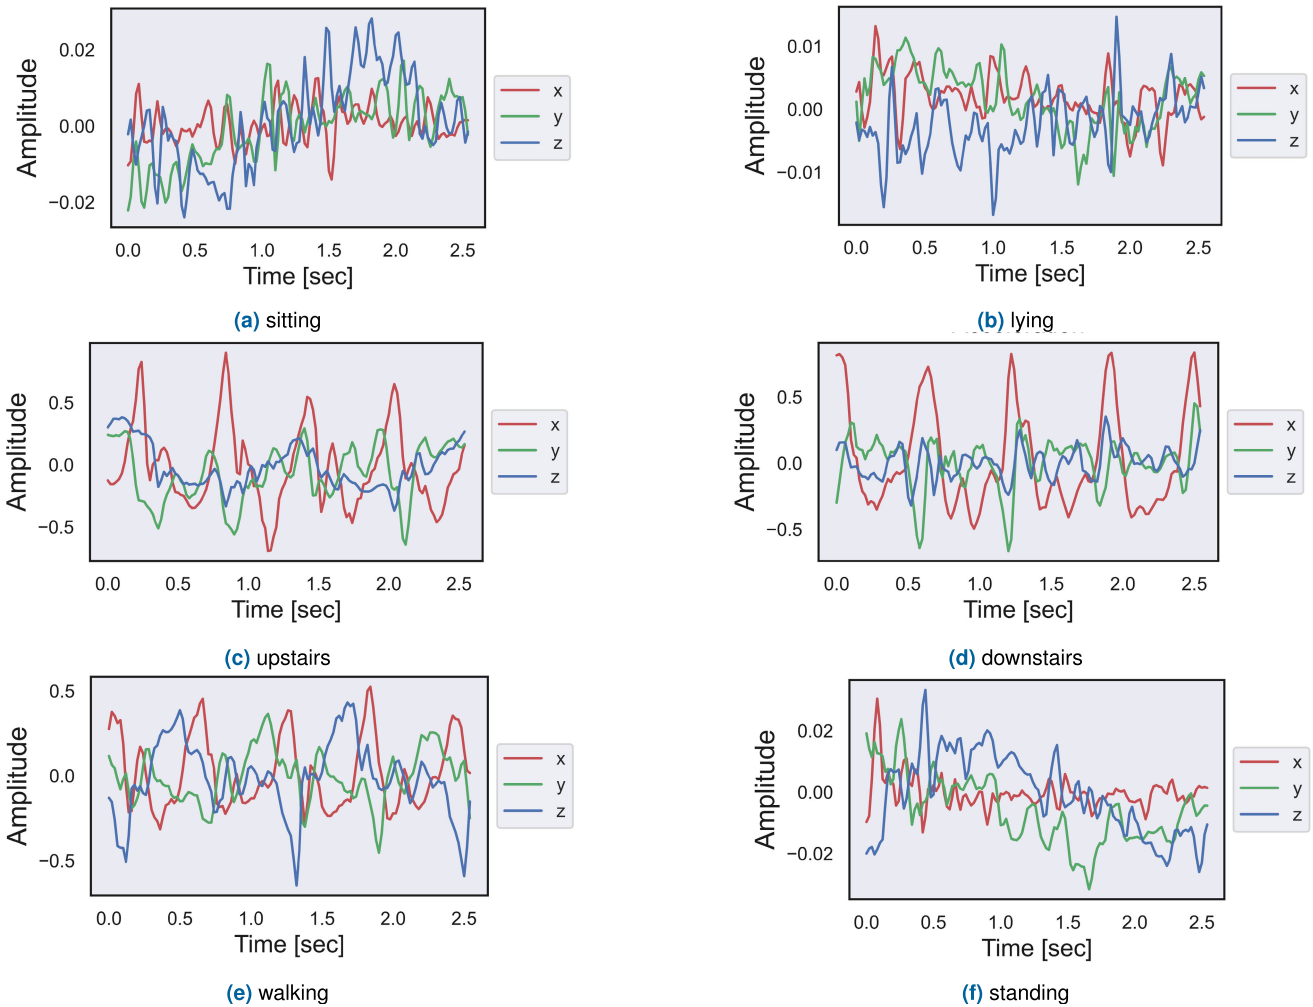 Amplitude
0.02
0.00
−0.02
0.0 0.5 1.0 1.5 2.0 2.5
Time [sec]
x
y
z
(a) sitting
Amplitude
0.01
0.00
−0.01
0.0 0.5 1.0 1.5 2.0 2.5
Time [sec]
x
y
z
(b) lying
Amplitude
0.5
0.0
−0.5
0.0 0.5 1.0 1.5 2.0 2.5
Time [sec]
x
y
z
(c) upstairs
Amplitude
0.5
0.0
−0.5
0.0 0.5 1.0 1.5 2.0 2.5
Time [sec]
x
y
z
(d) downstairs
Amplitude
0.5
0.0
−0.5
0.0 0.5 1.0 1.5 2.0 2.5
Time [sec]
x
y
z
(e) walking
Amplitude
0.02
0.00
−0.02
0.0 0.5 1.0 1.5 2.0 2.5
Time [sec]
x
y
z
(f) standing